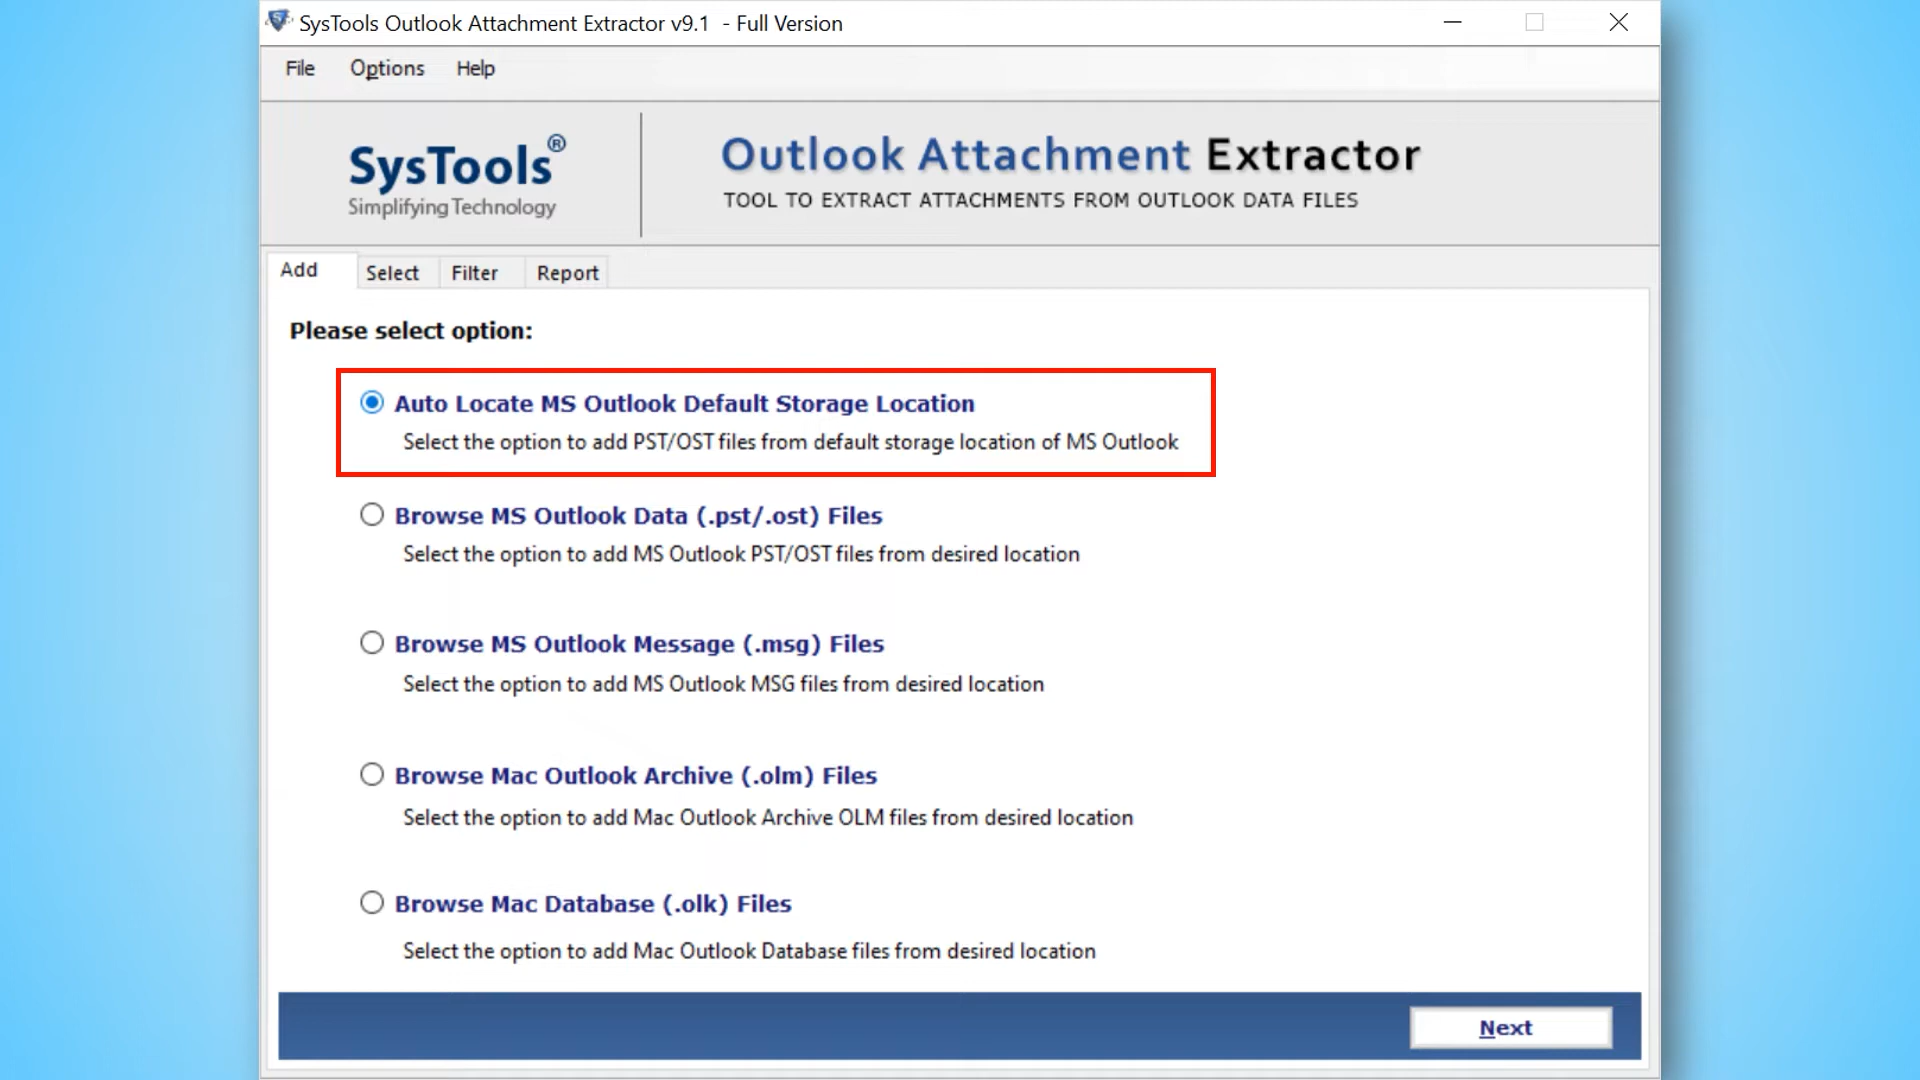 SysTools Outlook Attachment Extractor v9.1 - Full Version
File Options Help
SysTools®
Simplifying Technology
Outlook Attachment Extractor
TOOL TO EXTRACT ATTACHMENTS FROM OUTLOOK DATA FILES
Add Select Filter Report
Please select option:
Auto Locate MS Outlook Default Storage Location
Select the option to add PST/OST files from default storage location of MS Outlook
Browse MS Outlook Data (.pst/.ost) Files
Select the option to add MS Outlook PST/OST files from desired location
Browse MS Outlook Message (.msg) Files
Select the option to add MS Outlook MSG files from desired location
Browse Mac Outlook Archive (.olm) Files
Select the option to add Mac Outlook Archive OLM files from desired location
Browse Mac Database (.olk) Files
Select the option to add Mac Outlook Database files from desired location
Next